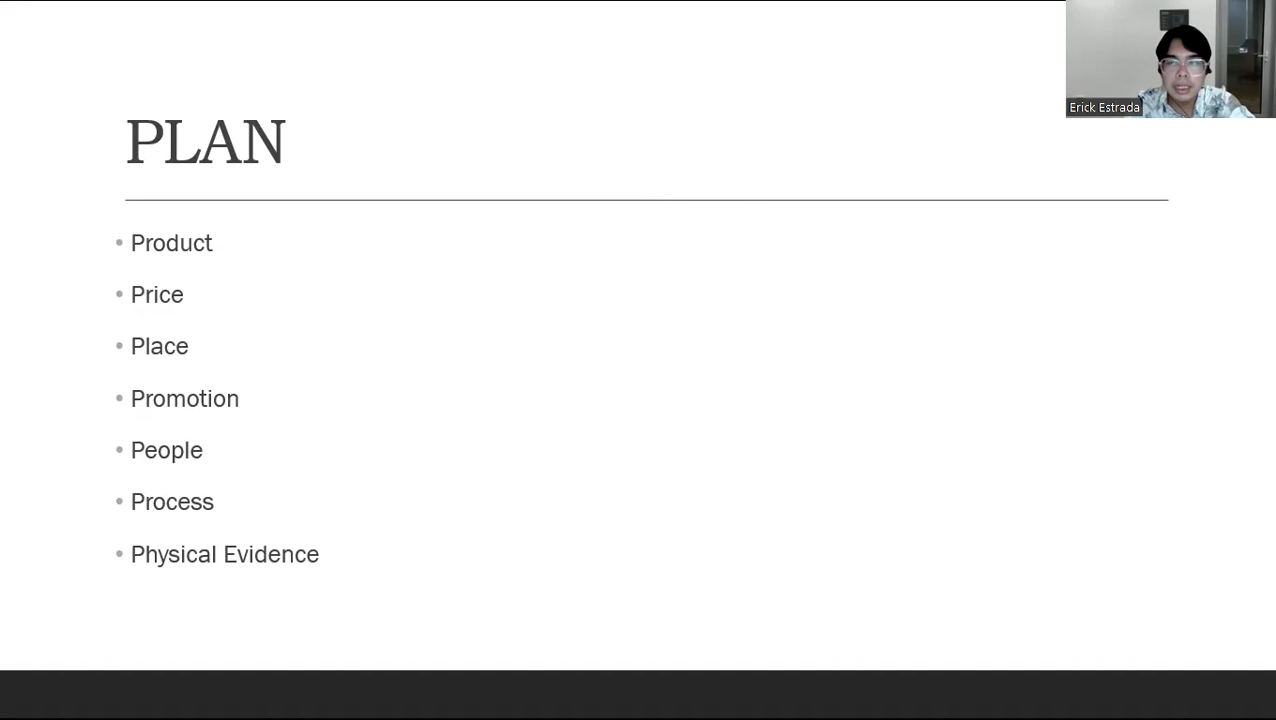 PLAN
Erick Estrada
• Product
• Price
• Place
• Promotion
• People
• Process
• Physical Evidence